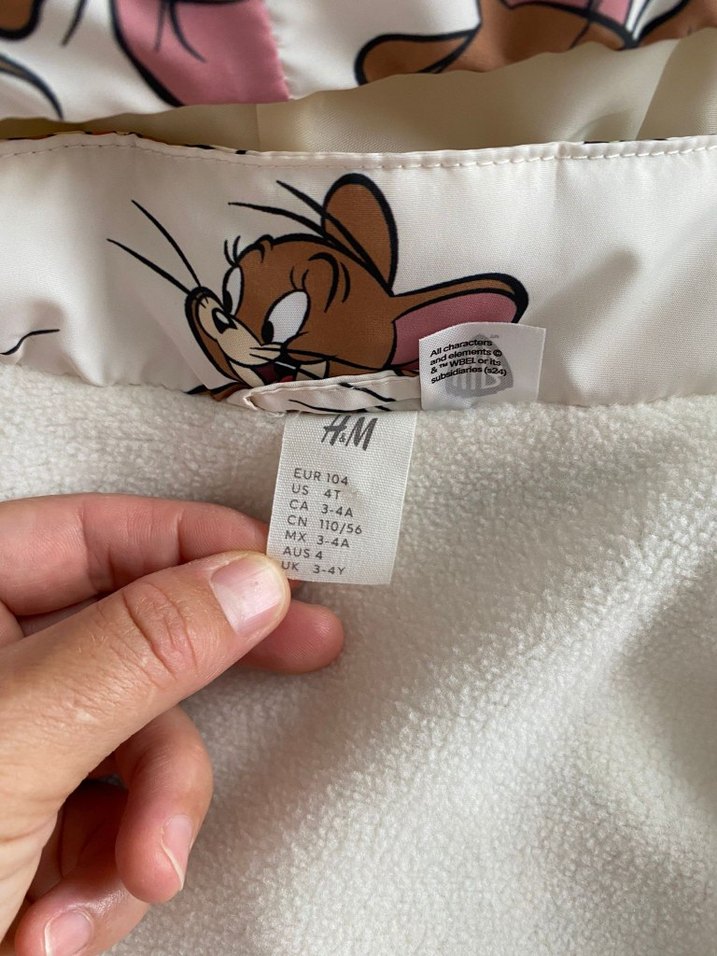 All characters
and elements ©
& ™ WBEI. or its
subsidiaries (s24)
WB
H&M
EUR 104
US 4T
CA 3-4A
CN 110/56
MX 3-4A
AUS 4
UK 3-4Y